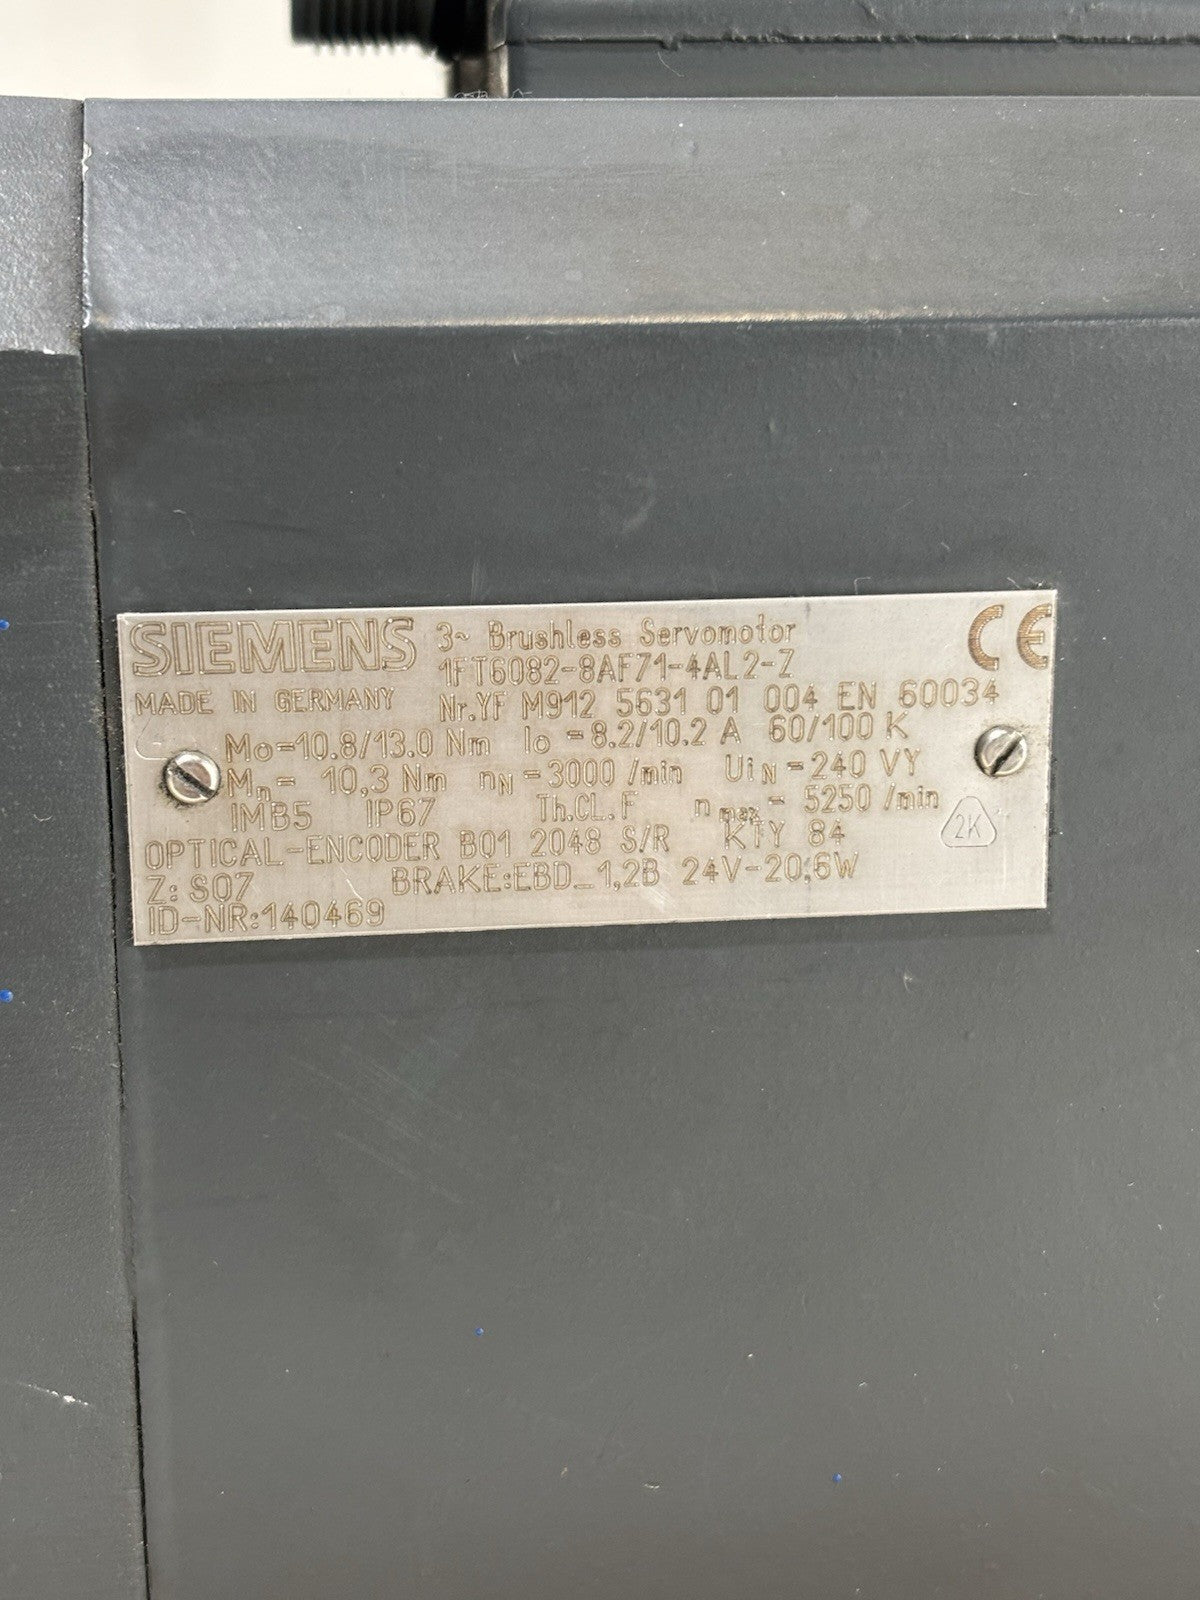 SIEMENS 3~ Brushless Servomotor CE
1FT6082-8AF71-4AL2-Z
MADE IN GERMANY Nr.YF M912 5631 01 004 EN 60034
Mo=10.8/13.0 Nm Io =8.2/10.2 A 60/100 K
Mn= 10,3 Nm nN =3000 /min UiN =240 VY
IMB5 IP67 Th.CL.F n max= 5250 /min
OPTICAL-ENCODER BQ1 2048 S/R KTY 84
2K
Z: SQ7 BRAKE:EBD_1,2B 24V-20,6W
ID-NR:140469